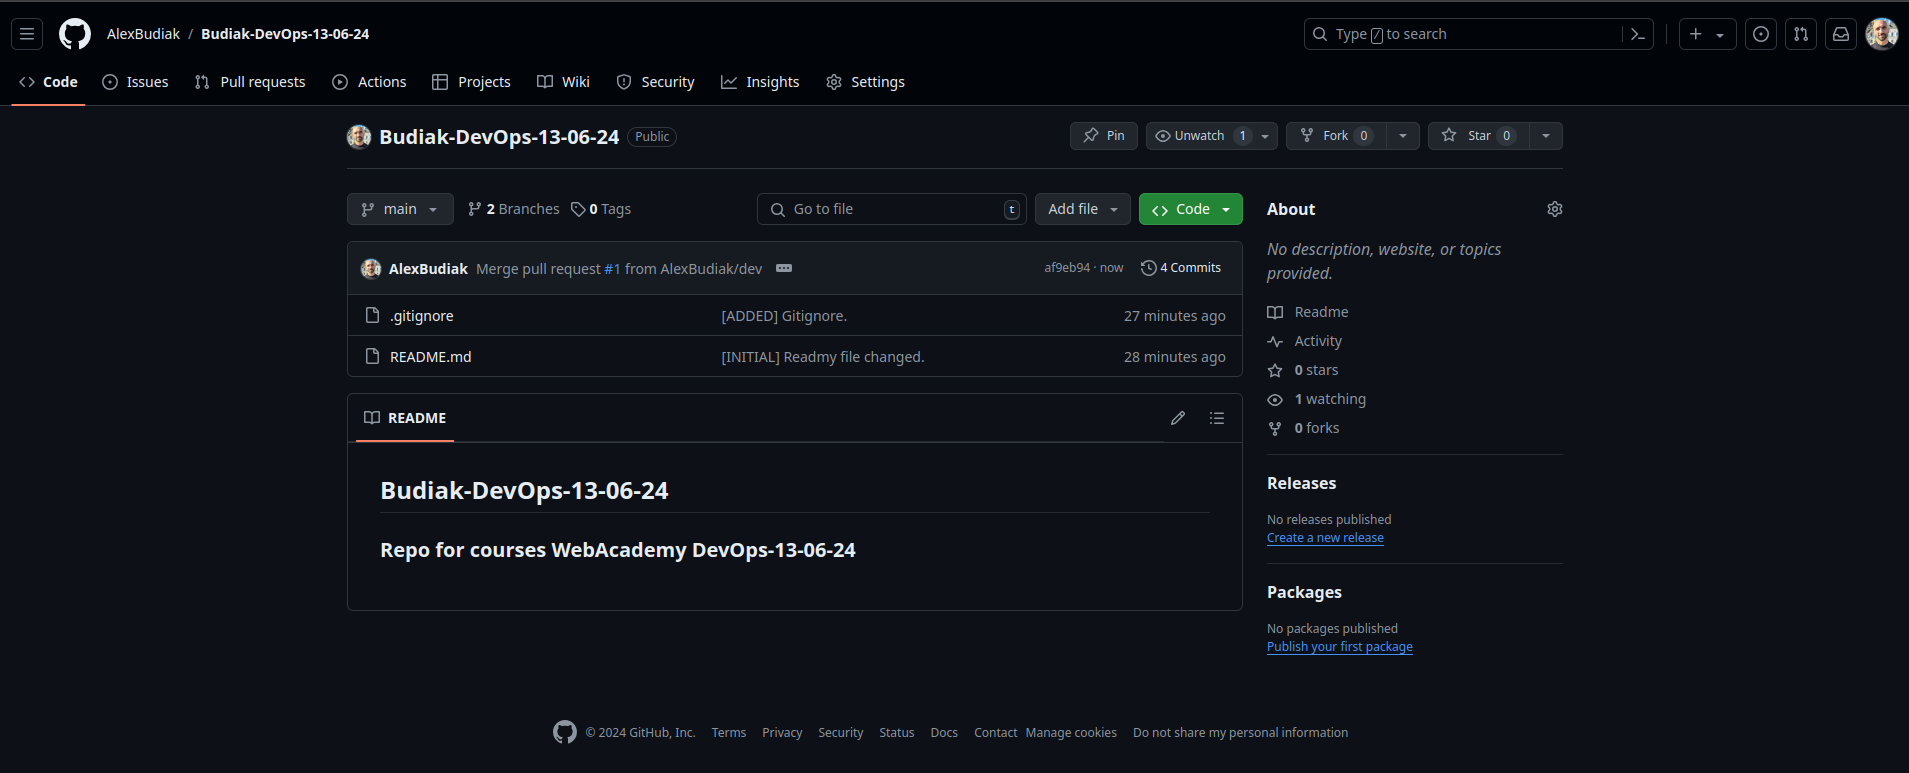 AlexBudiak / Budiak-DevOps-13-06-24
Type / to search
Code Issues Pull requests Actions Projects Wiki Security Insights Settings
Budiak-DevOps-13-06-24 Public
Pin Unwatch 1 Fork 0 Star 0
main 2 Branches 0 Tags Go to file t Add file Code
AlexBudiak Merge pull request #1 from AlexBudiak/dev af9eb94 · now 4 Commits
.gitignore [ADDED] Gitignore. 27 minutes ago
README.md [INITIAL] Readmy file changed. 28 minutes ago
README
Budiak-DevOps-13-06-24
Repo for courses WebAcademy DevOps-13-06-24
About
No description, website, or topics
provided.
Readme
Activity
0 stars
1 watching
0 forks
Releases
No releases published
Create a new release
Packages
No packages published
Publish your first package
© 2024 GitHub, Inc. Terms Privacy Security Status Docs Contact Manage cookies Do not share my personal information